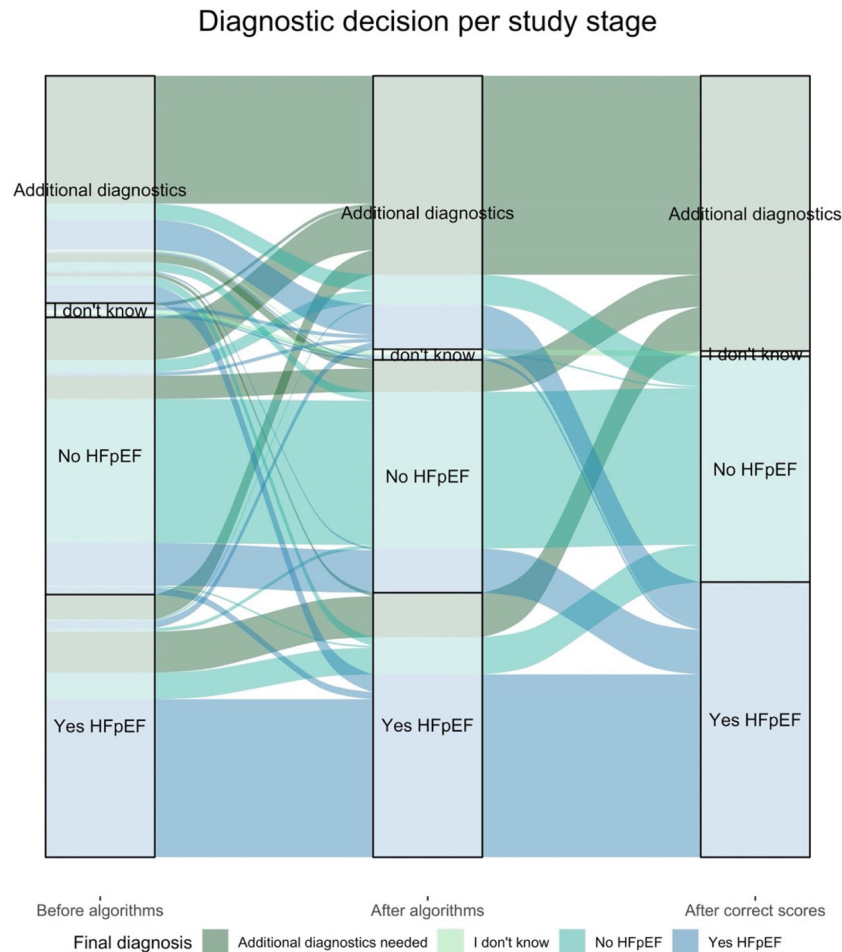 Diagnostic decision per study stage
Additional diagnostics
Additional diagnostics
Additional diagnostics
I don't know
I don't know
I don't know
No HFpEF
No HFpEF
No HFpEF
Yes HFpEF
Yes HFpEF
Yes HFpEF
Before algorithms
After algorithms
After correct scores
Final diagnosis
Additional diagnostics needed
I don't know
No HFpEF
Yes HFpEF